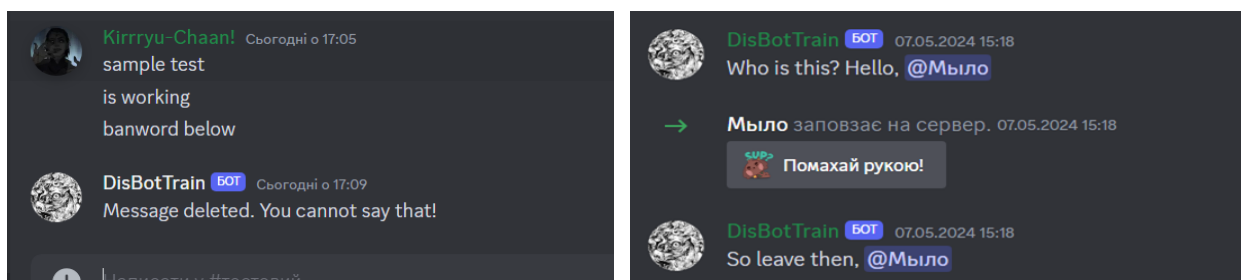 Kirrryu-Chaan! Сьогодні о 17:05
sample test
is working
banword below
DisBotTrain БОТ Сьогодні о 17:09
Message deleted. You cannot say that!
DisBotTrain БОТ 07.05.2024 15:18
Who is this? Hello, @Мыло
Мыло заповзає на сервер. 07.05.2024 15:18
SUP?
Помахай рукою!
DisBotTrain БОТ 07.05.2024 15:18
So leave then, @Мыло